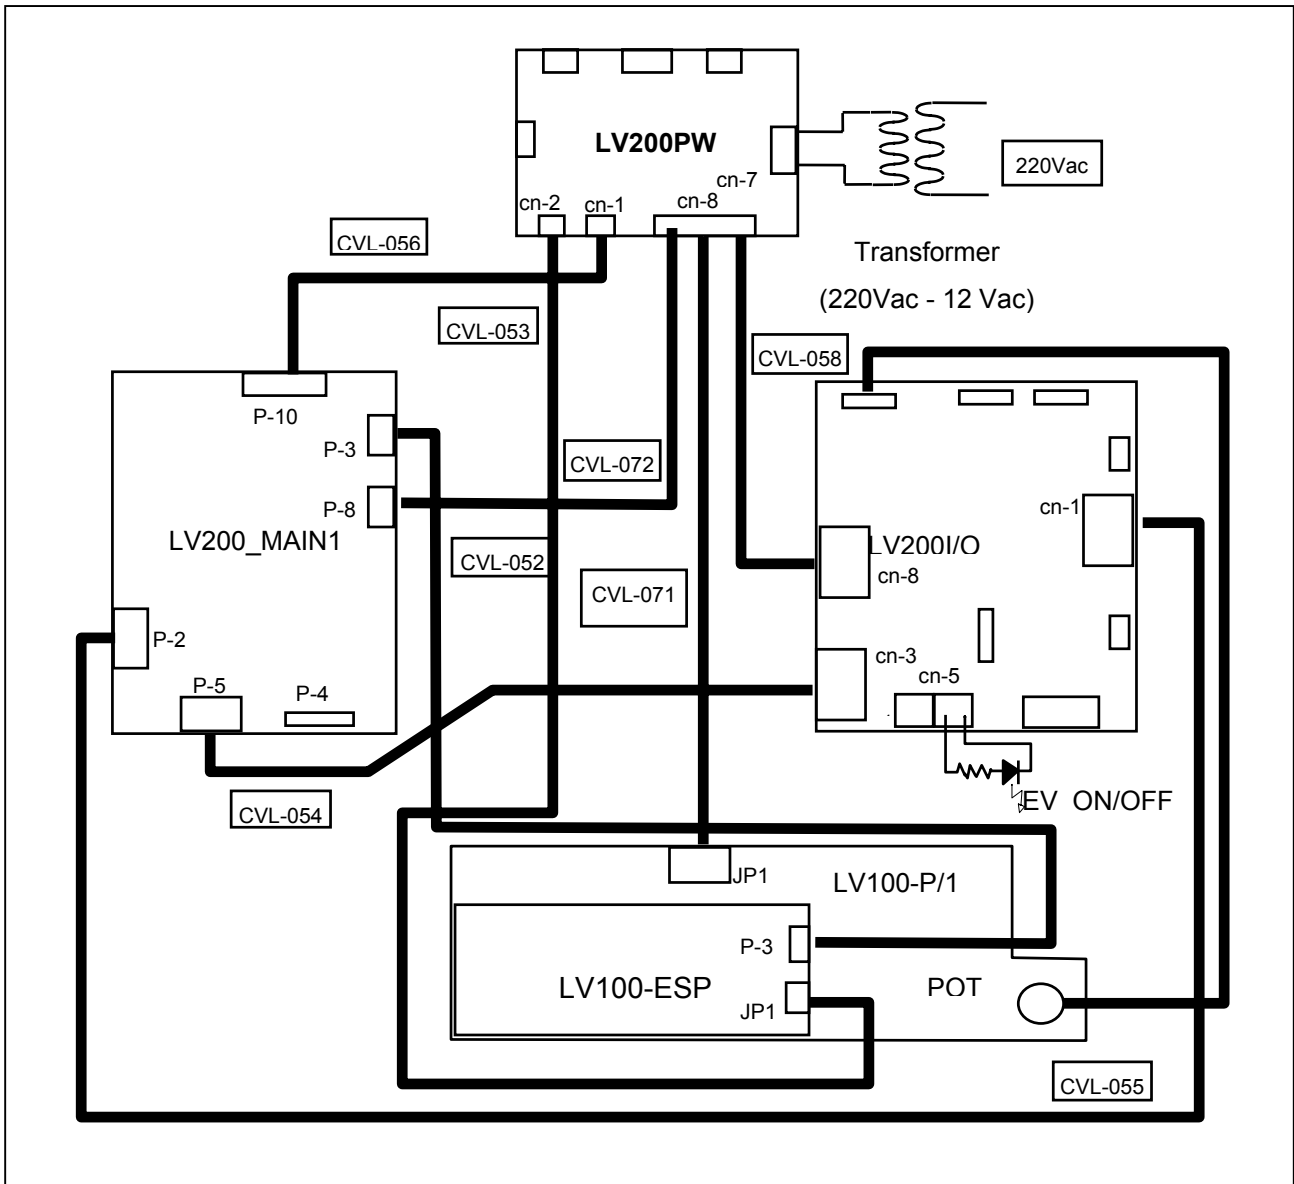 LV200PW
cn-7
cn-2
cn-1
cn-8
220Vac
CVL-056
Transformer
(220Vac - 12 Vac)
CVL-053
CVL-058
P-10
P-3
CVL-072
P-8
cn-1
LV200_MAIN1
LV200I/O
CVL-052
cn-8
CVL-071
P-2
cn-3
cn-5
P-5
P-4
CVL-054
EV ON/OFF
JP1
LV100-P/1
P-3
LV100-ESP
POT
JP1
CVL-055